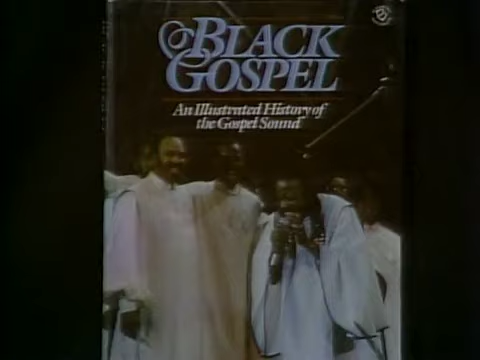 BLACK
GOSPEL
An Illustrated History of
the Gospel Sound